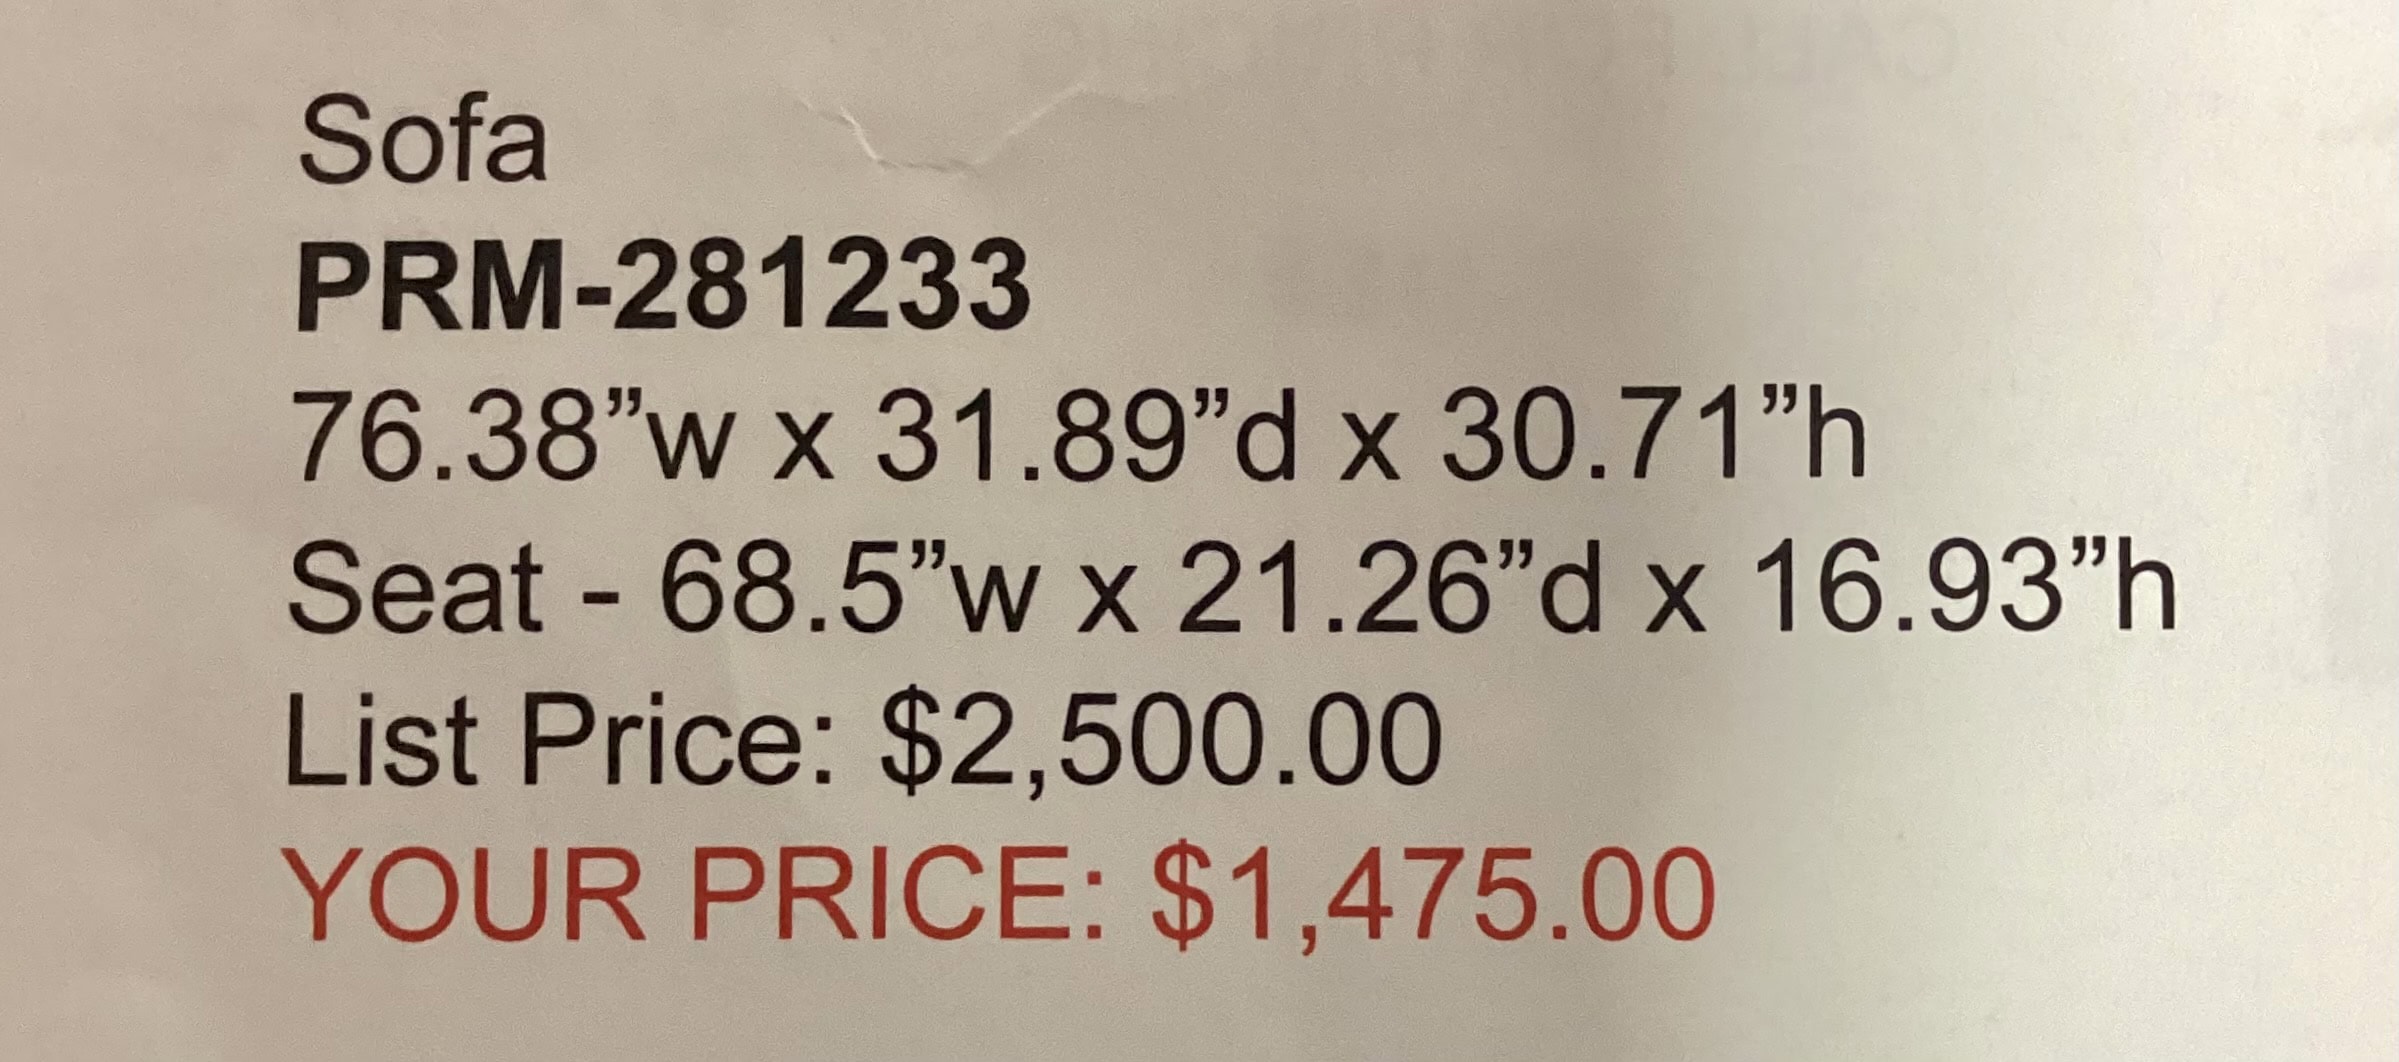 Sofa
PRM-281233
76.38”w x 31.89”d x 30.71”h
Seat - 68.5”w x 21.26”d x 16.93”h
List Price: $2,500.00
YOUR PRICE: $1,475.00